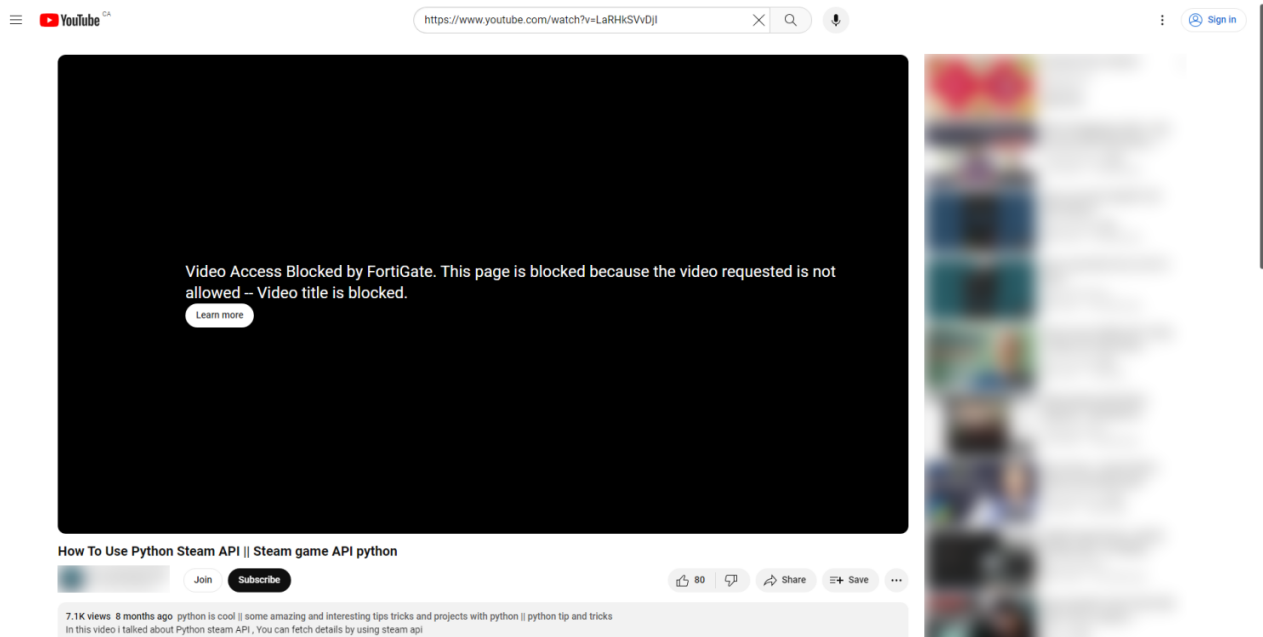 YouTube CA
https://www.youtube.com/watch?v=LaRHkSVvDjI
Sign in
Video Access Blocked by FortiGate. This page is blocked because the video requested is not
allowed -- Video title is blocked.
Learn more
How To Use Python Steam API || Steam game API python
Join
Subscribe
80
Share
Save
7.1K views 8 months ago python is cool || some amazing and interesting tips tricks and projects with python || python tip and tricks
In this video i talked about Python steam API , You can fetch details by using steam api